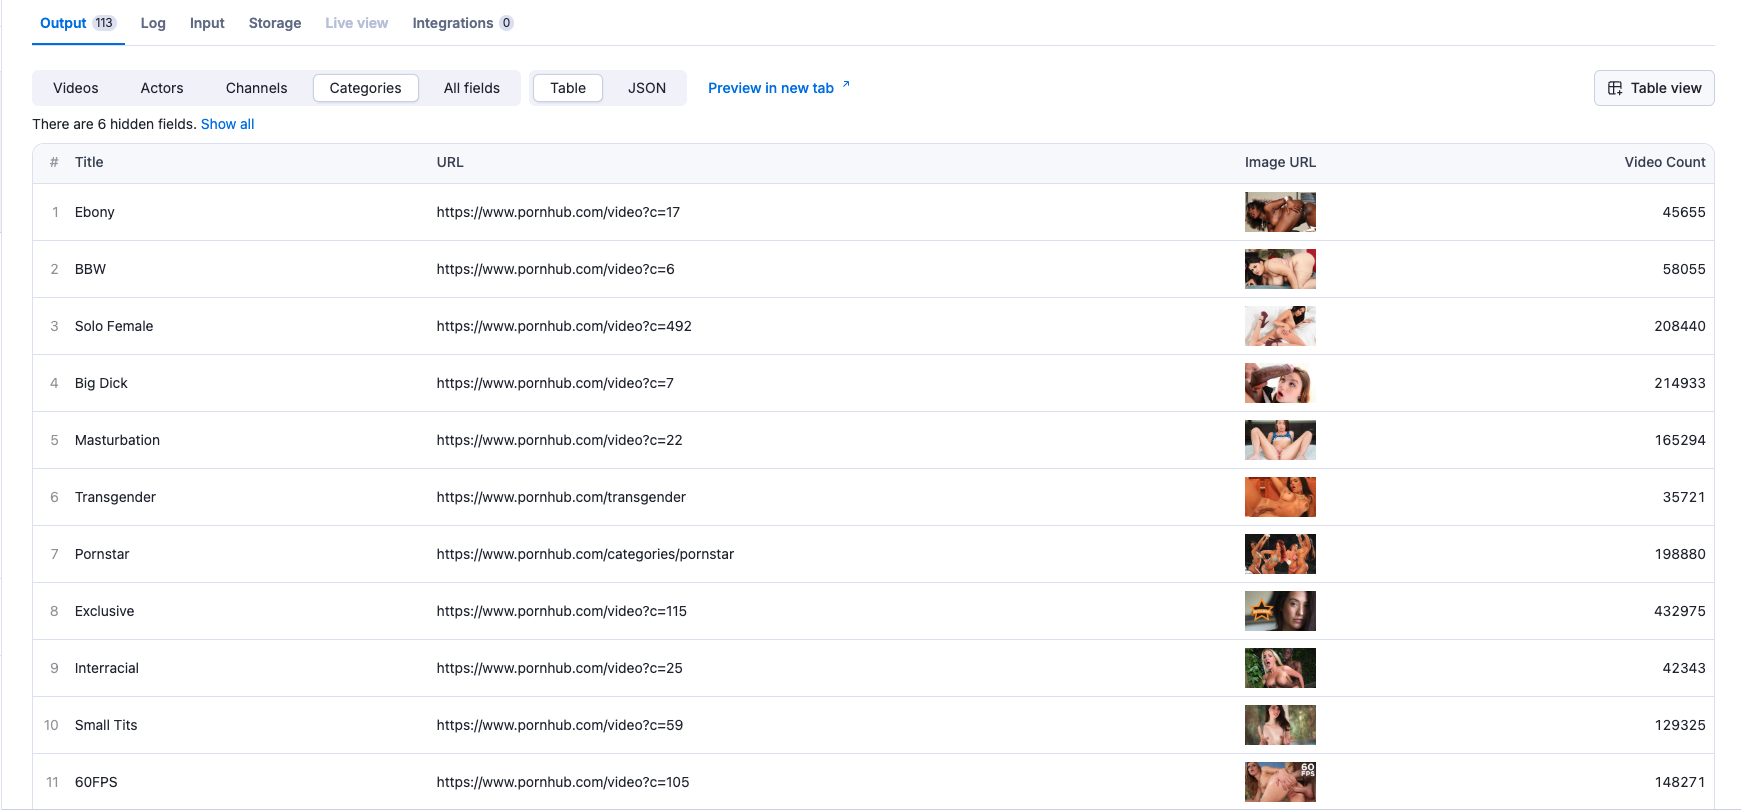 Output 113 Log Input Storage Live view Integrations 0
Videos Actors Channels Categories All fields Table JSON Preview in new tab ↗ Table view
There are 6 hidden fields. Show all
# Title URL Image URL Video Count
1 Ebony https://www.pornhub.com/video?c=17 45655
2 BBW https://www.pornhub.com/video?c=6 58055
3 Solo Female https://www.pornhub.com/video?c=492 208440
4 Big Dick https://www.pornhub.com/video?c=7 214933
5 Masturbation https://www.pornhub.com/video?c=22 165294
6 Transgender https://www.pornhub.com/transgender 35721
7 Pornstar https://www.pornhub.com/categories/pornstar 198880
8 Exclusive https://www.pornhub.com/video?c=115 432975
9 Interracial https://www.pornhub.com/video?c=25 42343
10 Small Tits https://www.pornhub.com/video?c=59 129325
11 60FPS https://www.pornhub.com/video?c=105 60 FPS 148271